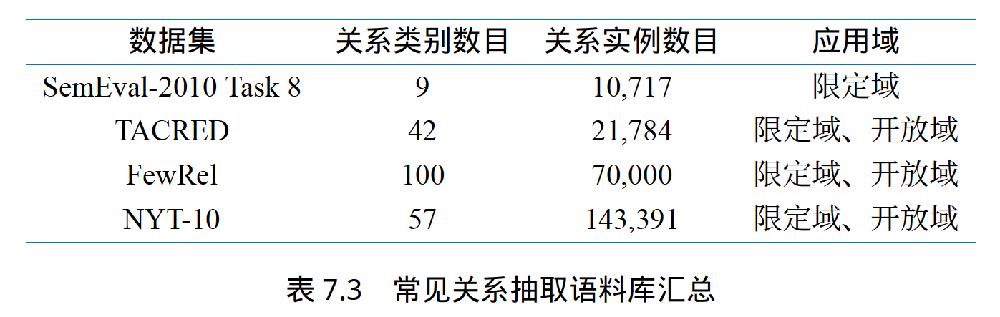 数据集 关系类别数目 关系实例数目 应用域
SemEval-2010 Task 8 9 10,717 限定域
TACRED 42 21,784 限定域、开放域
FewRel 100 70,000 限定域、开放域
NYT-10 57 143,391 限定域、开放域
表 7.3 常见关系抽取语料库汇总